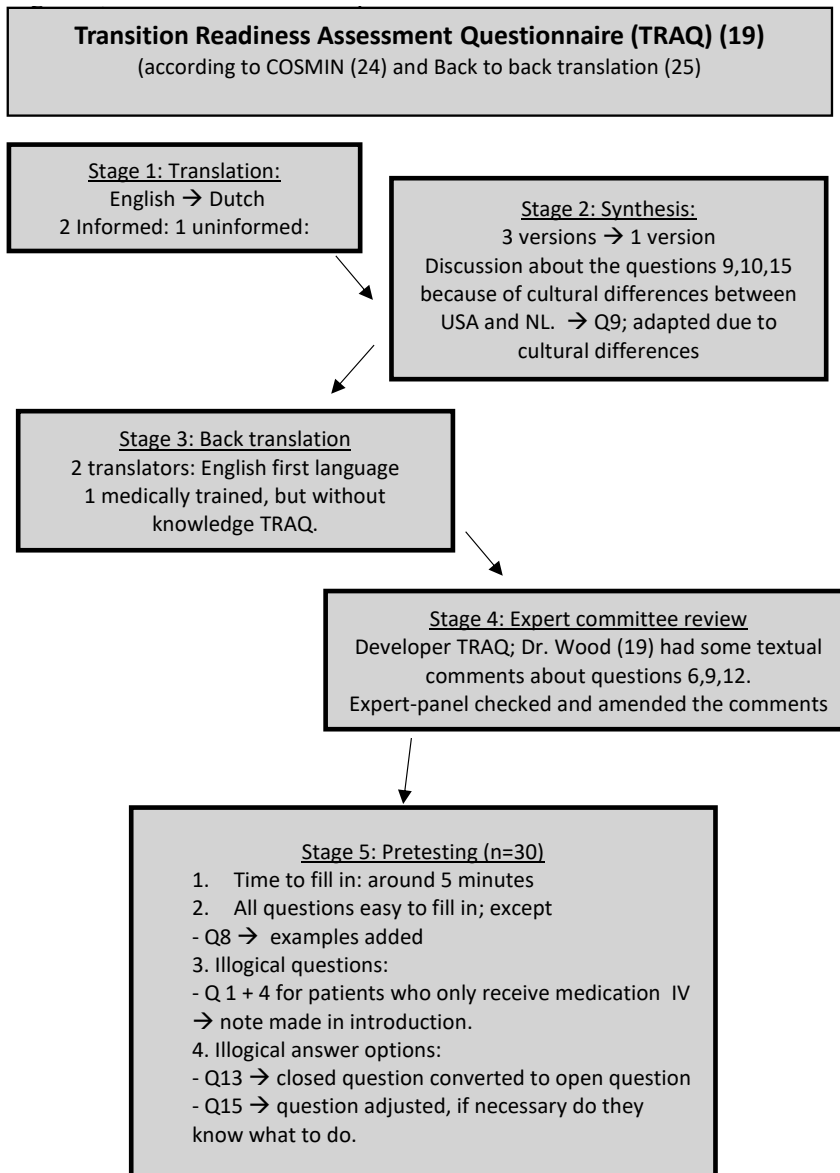 Transition Readiness Assessment Questionnaire (TRAQ) (19)
(according to COSMIN (24) and Back to back translation (25)
Stage 1: Translation:
English → Dutch
2 Informed: 1 uninformed:
Stage 2: Synthesis:
3 versions → 1 version
Discussion about the questions 9,10,15
because of cultural differences between
USA and NL. → Q9; adapted due to
cultural differences
Stage 3: Back translation
2 translators: English first language
1 medically trained, but without
knowledge TRAQ.
Stage 4: Expert committee review
Developer TRAQ; Dr. Wood (19) had some textual
comments about questions 6,9,12.
Expert-panel checked and amended the comments
Stage 5: Pretesting (n=30)
1. Time to fill in: around 5 minutes
2. All questions easy to fill in; except
- Q8 → examples added
3. Illogical questions:
- Q 1 + 4 for patients who only receive medication IV
→ note made in introduction.
4. Illogical answer options:
- Q13 → closed question converted to open question
- Q15 → question adjusted, if necessary do they
know what to do.